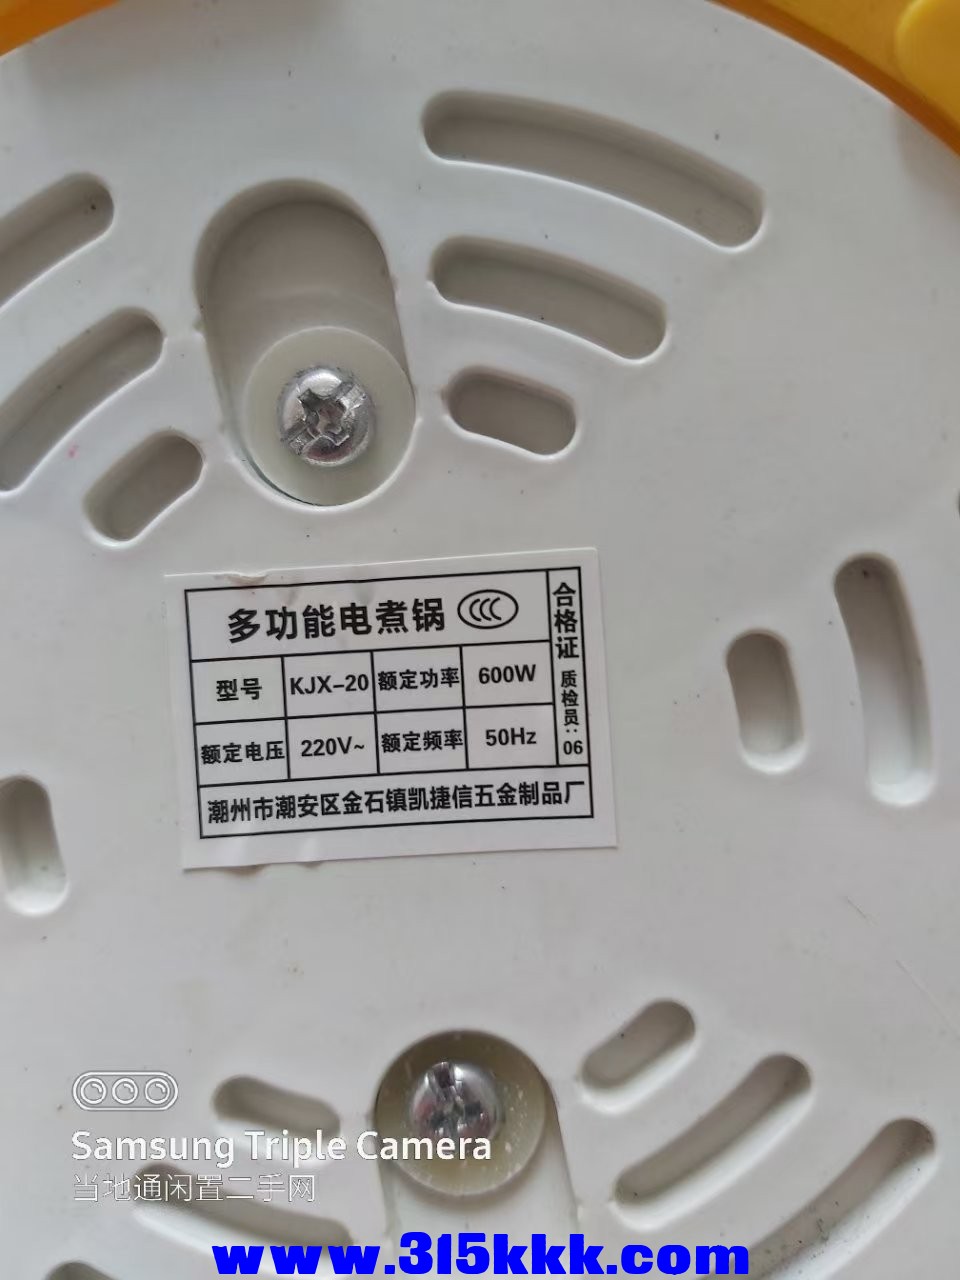 多功能电煮锅 CCC
合格证
质检员:06
型号 KJX-20 额定功率 600W
额定电压 220V~ 额定频率 50Hz
潮州市潮安区金石镇凯捷信五金制品厂
Samsung Triple Camera
当地通闲置二手网
www.315kkk.com